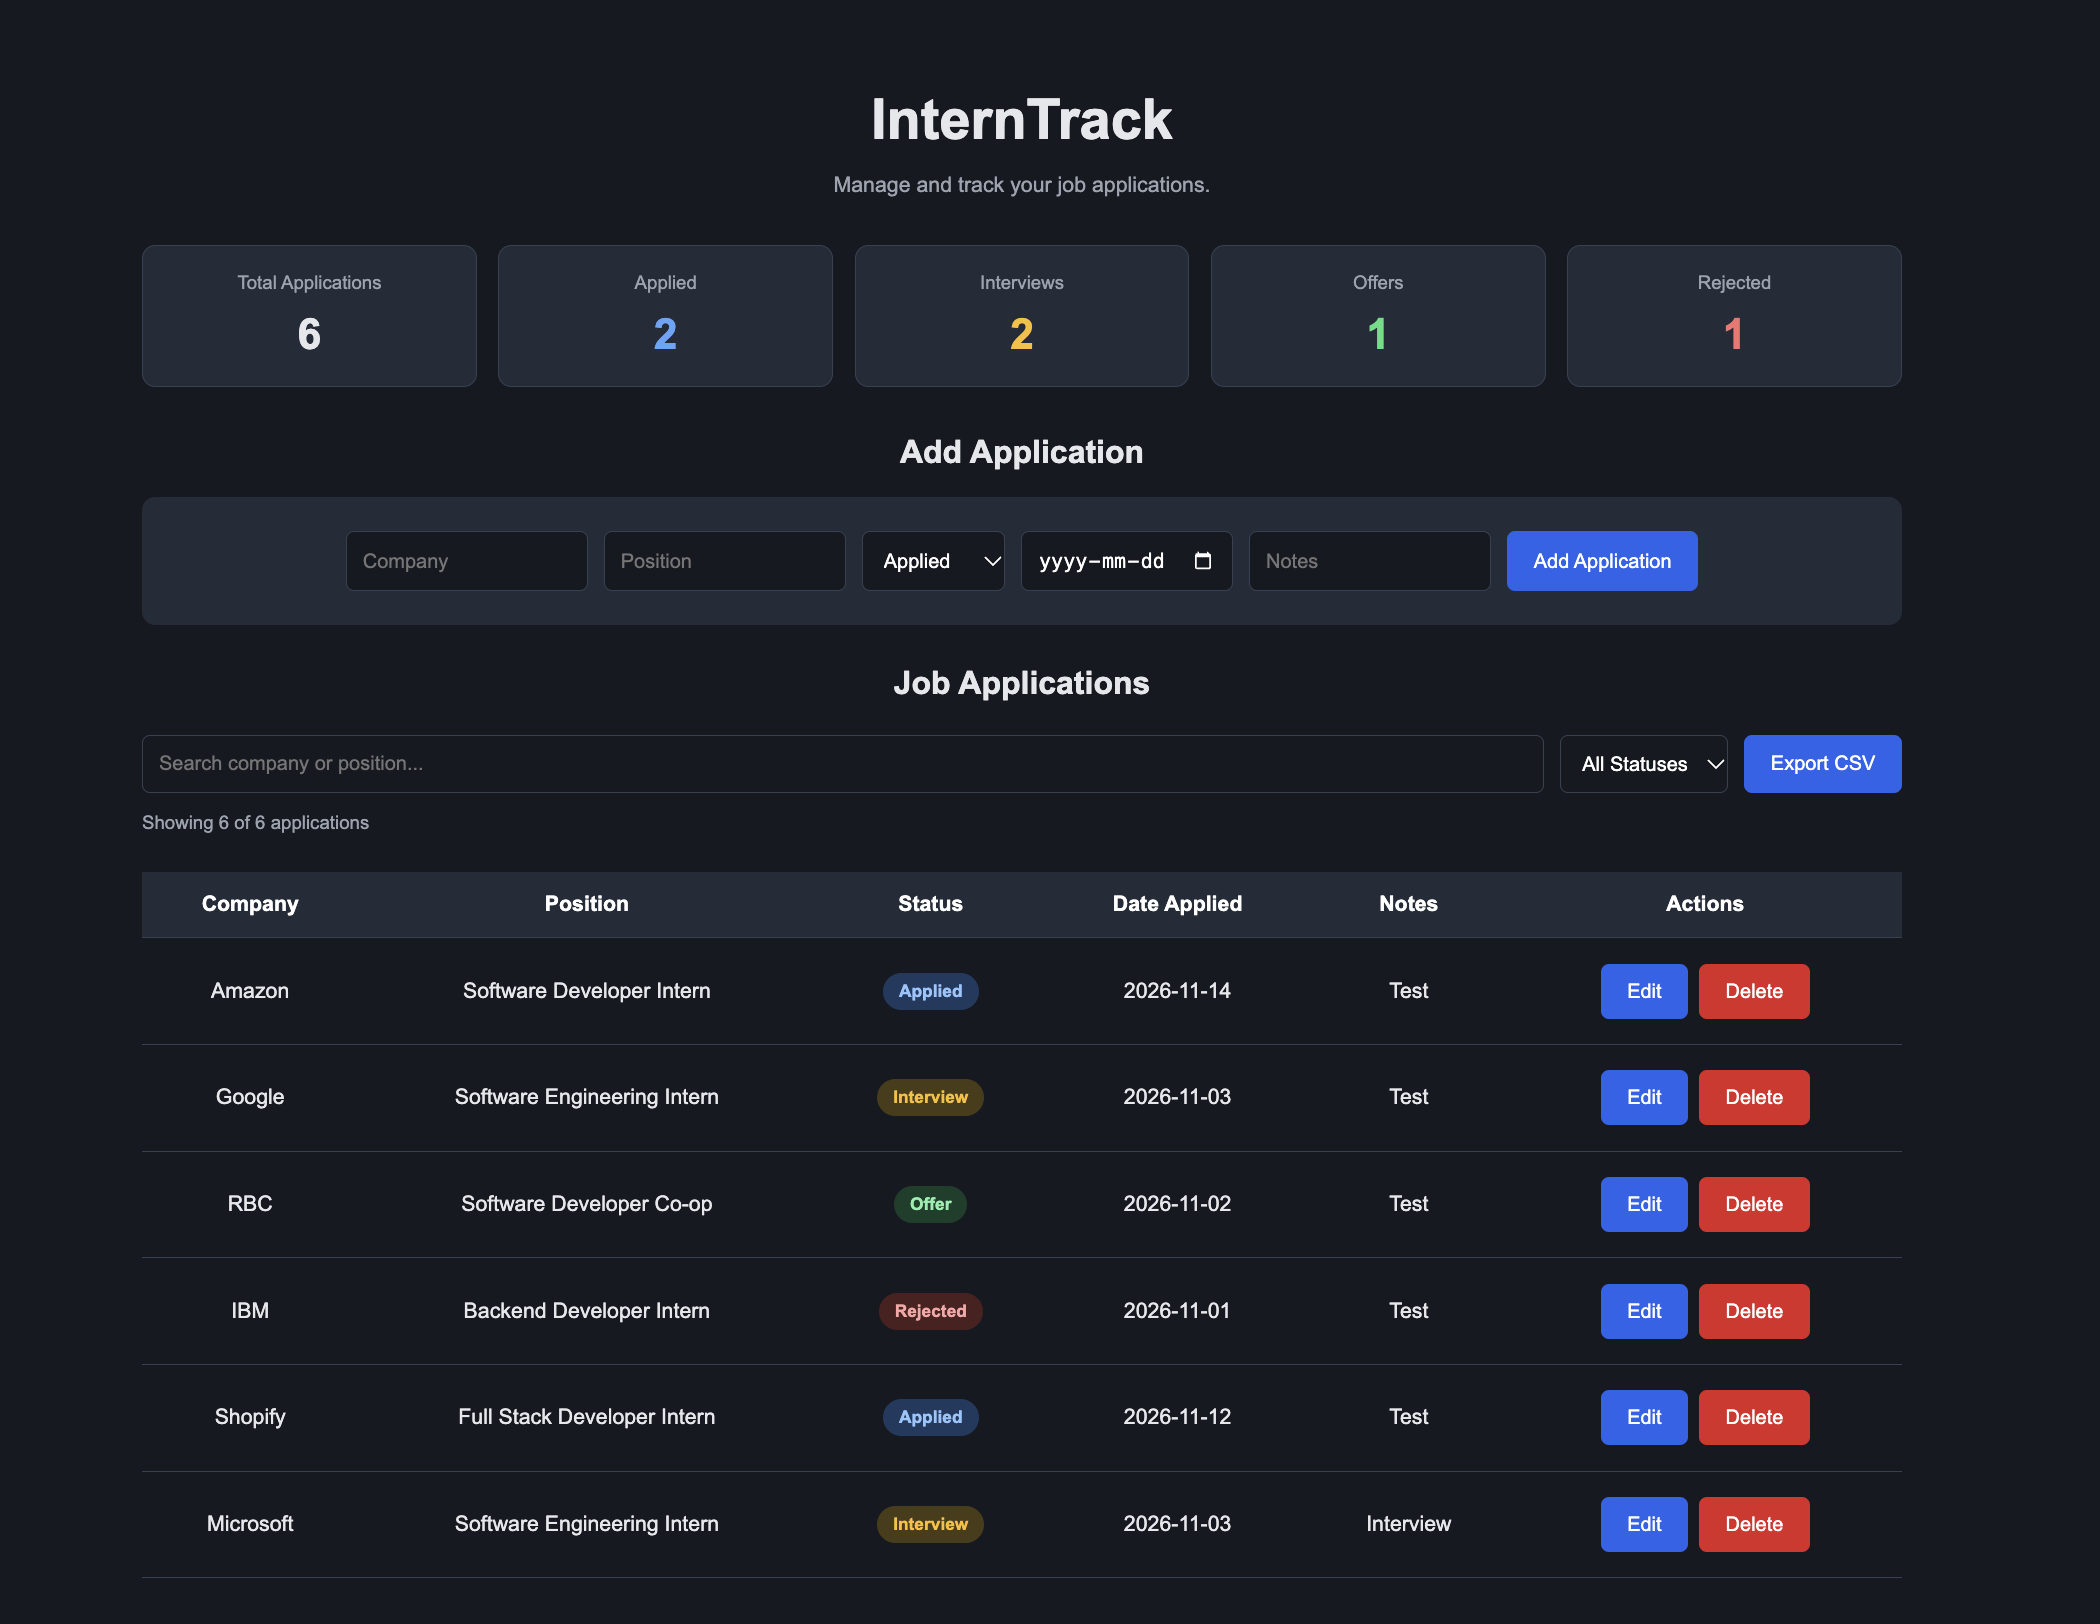 InternTrack
Manage and track your job applications.
Total Applications Applied Interviews Offers Rejected
6 2 2 1 1
Add Application
Company Position Applied yyyy-mm-dd Notes Add Application
Job Applications
Search company or position... All Statuses Export CSV
Showing 6 of 6 applications
Company Position Status Date Applied Notes Actions
Amazon Software Developer Intern Applied 2026-11-14 Test Edit Delete
Google Software Engineering Intern Interview 2026-11-03 Test Edit Delete
RBC Software Developer Co-op Offer 2026-11-02 Test Edit Delete
IBM Backend Developer Intern Rejected 2026-11-01 Test Edit Delete
Shopify Full Stack Developer Intern Applied 2026-11-12 Test Edit Delete
Microsoft Software Engineering Intern Interview 2026-11-03 Interview Edit Delete